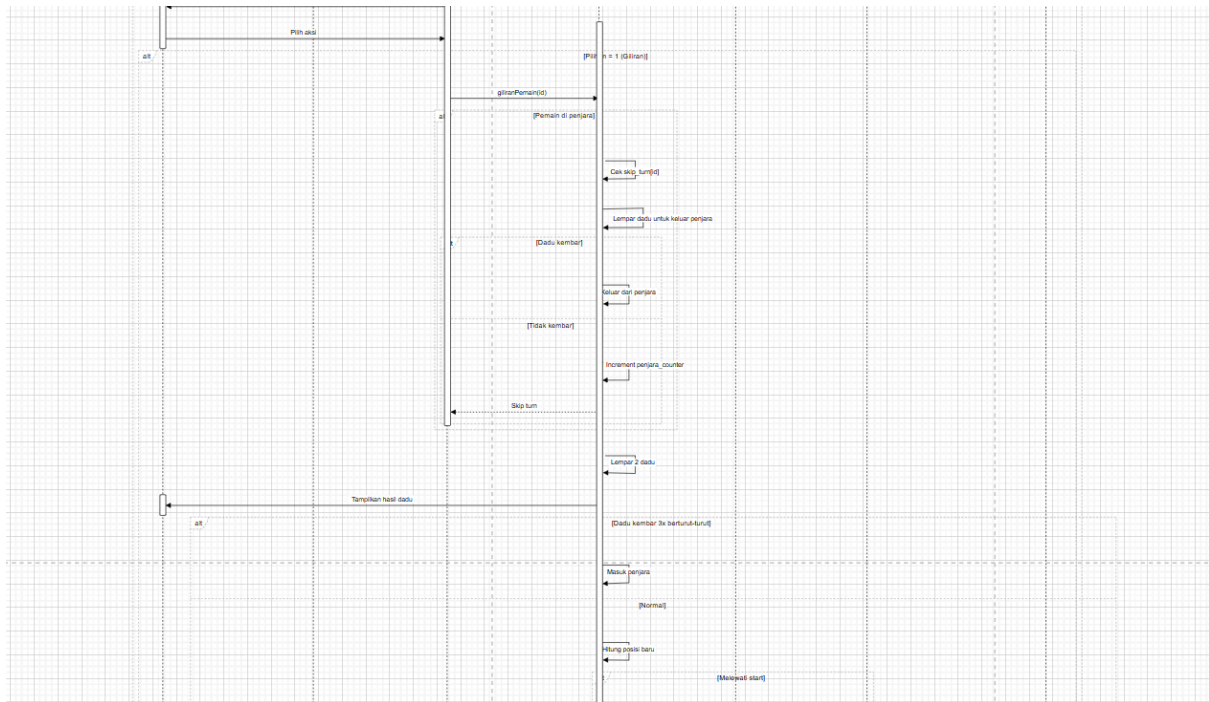 Pilih aksi
alt
[Pilihan = 1 (Giliran)]
giliranPemain(id)
al
[Pemain di penjara]
Cek skip_turn[id]
Lempar dadu untuk keluar penjara
t
[Dadu kembar]
Keluar dari penjara
[Tidak kembar]
Increment penjara_counter
Skip turn
Lempar 2 dadu
Tampilkan hasil dadu
alt
[Dadu kembar 3x berturut-turut]
Masuk penjara
[Normal]
Hitung posisi baru
[Melewati start]